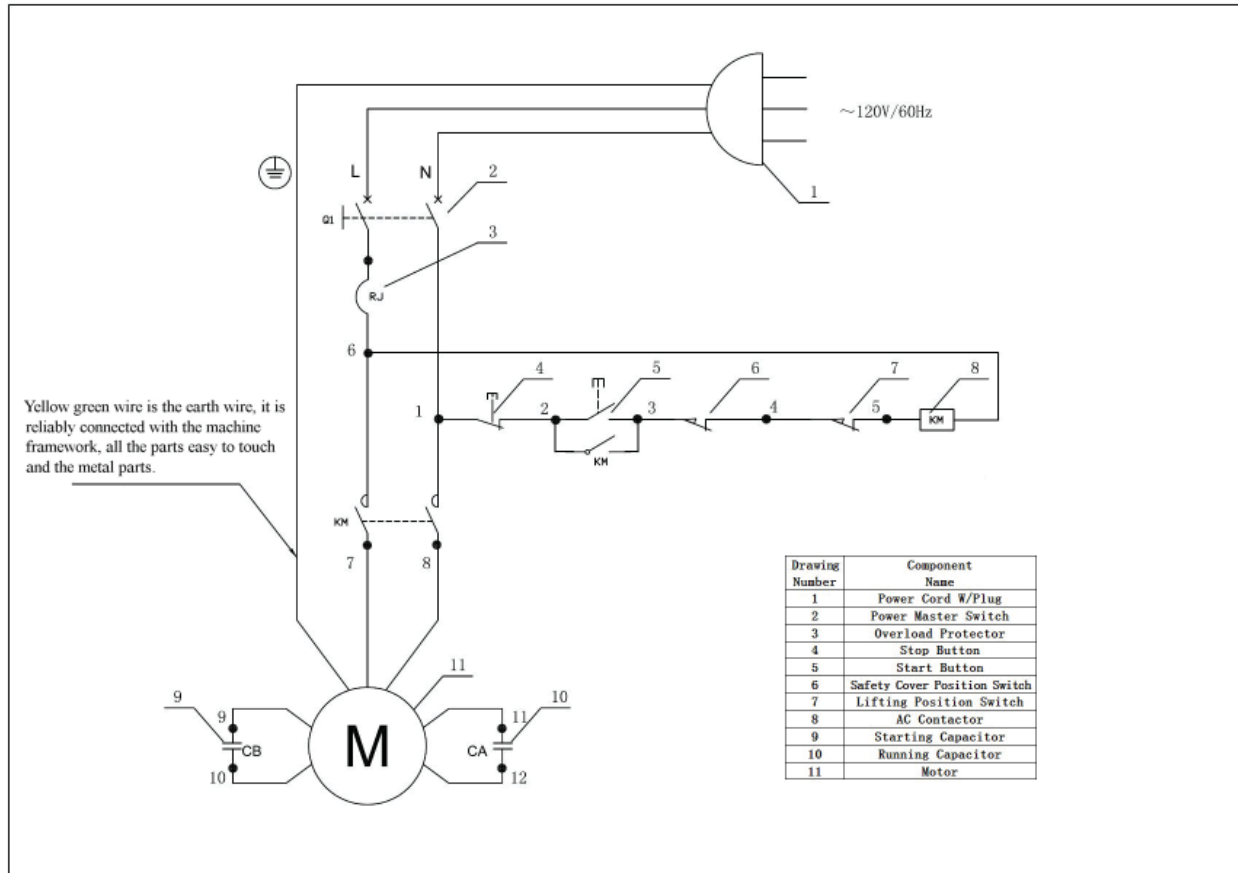 ~120V/60Hz
1
L
N
2
Q1
3
RJ
6
4
5
6
7
8
1
2
3
4
5
KM
KM
Yellow green wire is the earth wire, it is
reliably connected with the machine
framework, all the parts easy to touch
and the metal parts.
KM
7
8
11
9
10
9
11
CB
M
CA
10
12
Drawing Number Component Name
1 Power Cord W/Plug
2 Power Master Switch
3 Overload Protector
4 Stop Button
5 Start Button
6 Safety Cover Position Switch
7 Lifting Position Switch
8 AC Contactor
9 Starting Capacitor
10 Running Capacitor
11 Motor